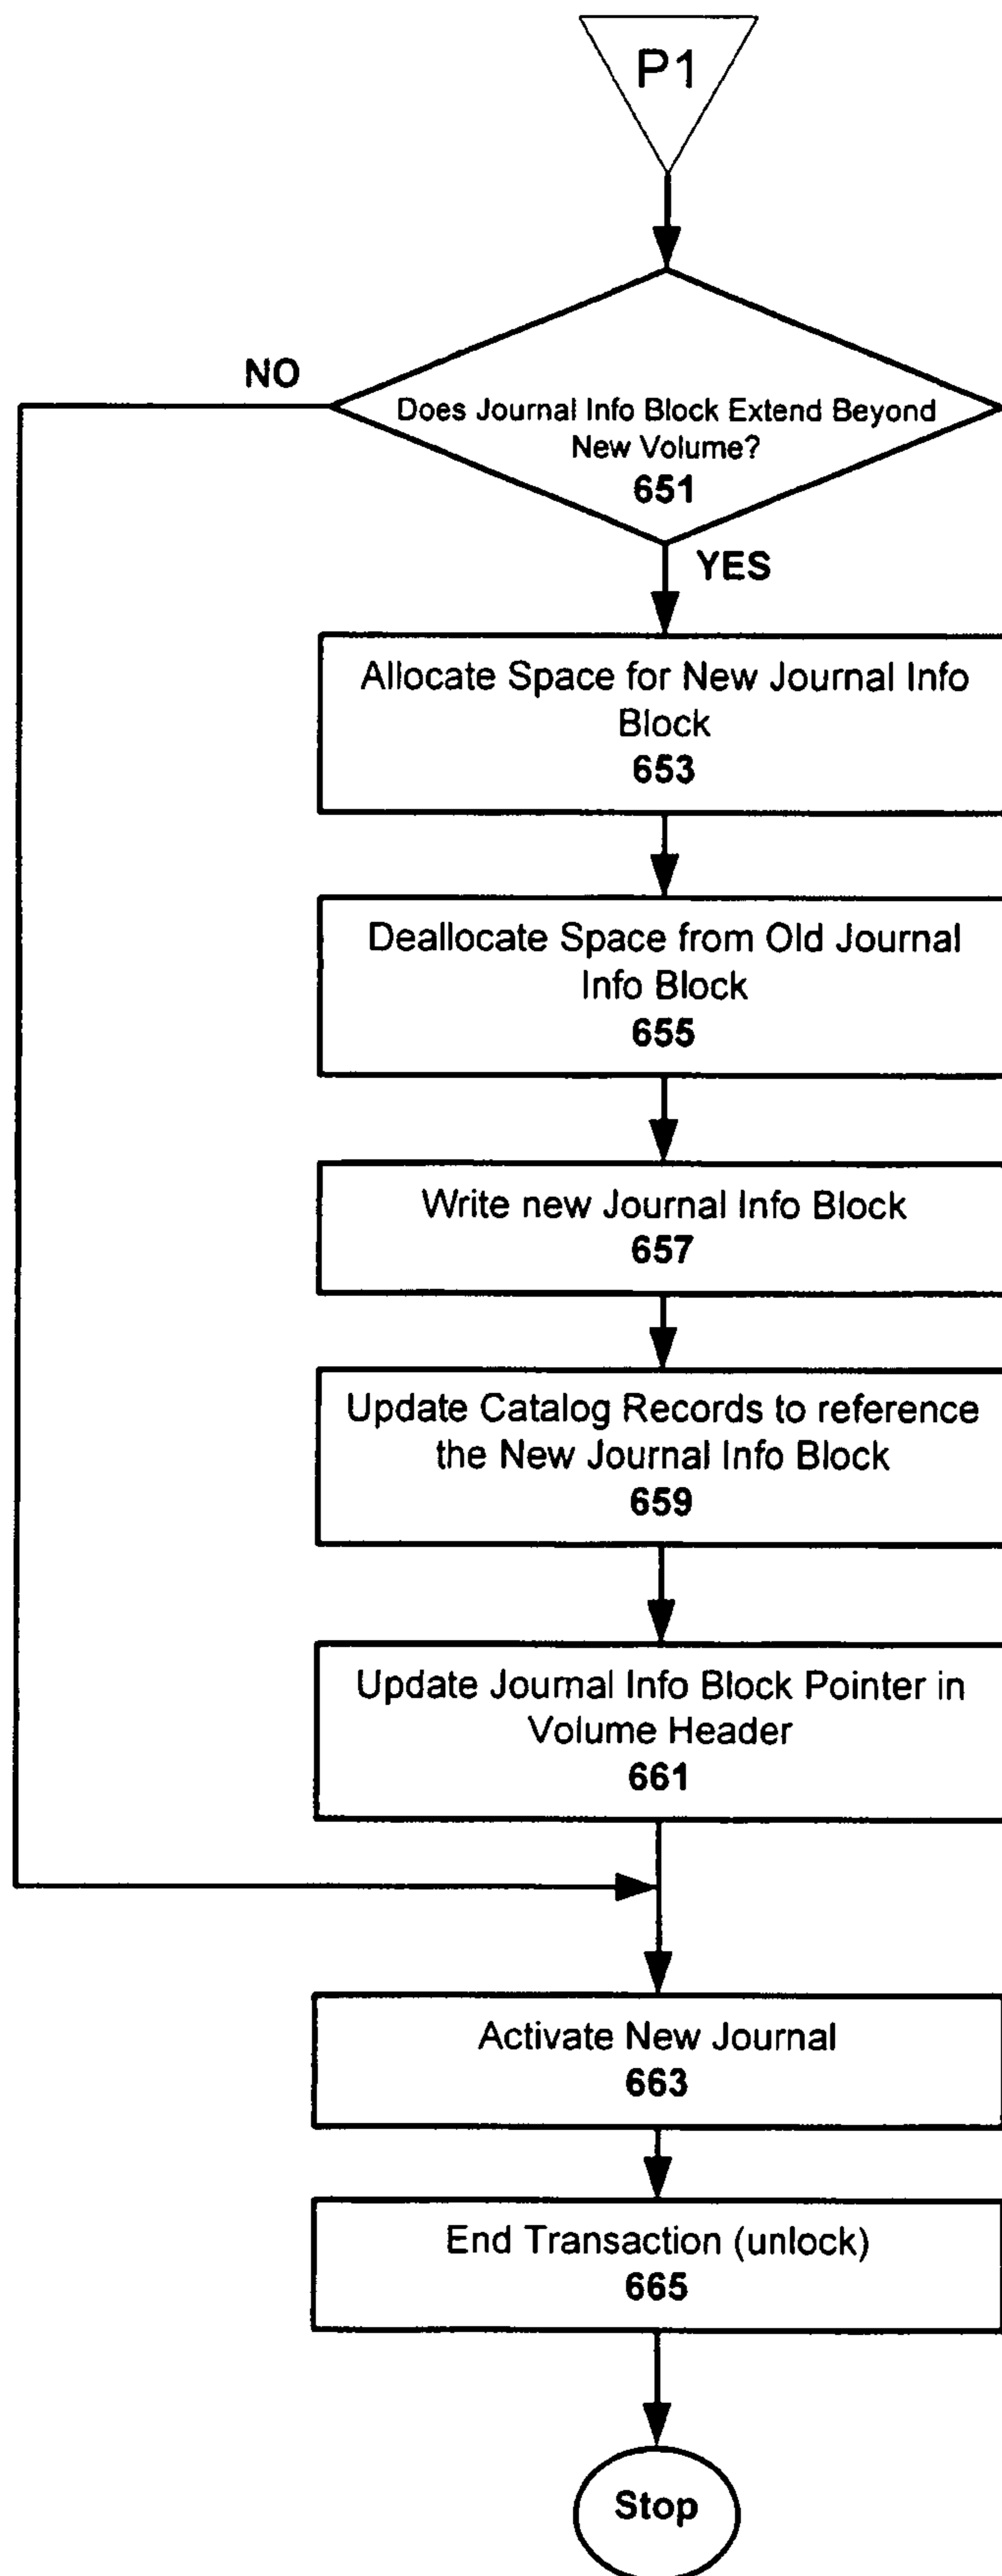 P1
NO
Does Journal Info Block Extend Beyond
New Volume?
651
YES
Allocate Space for New Journal Info
Block
653
Deallocate Space from Old Journal
Info Block
655
Write new Journal Info Block
657
Update Catalog Records to reference
the New Journal Info Block
659
Update Journal Info Block Pointer in
Volume Header
661
Activate New Journal
663
End Transaction (unlock)
665
Stop